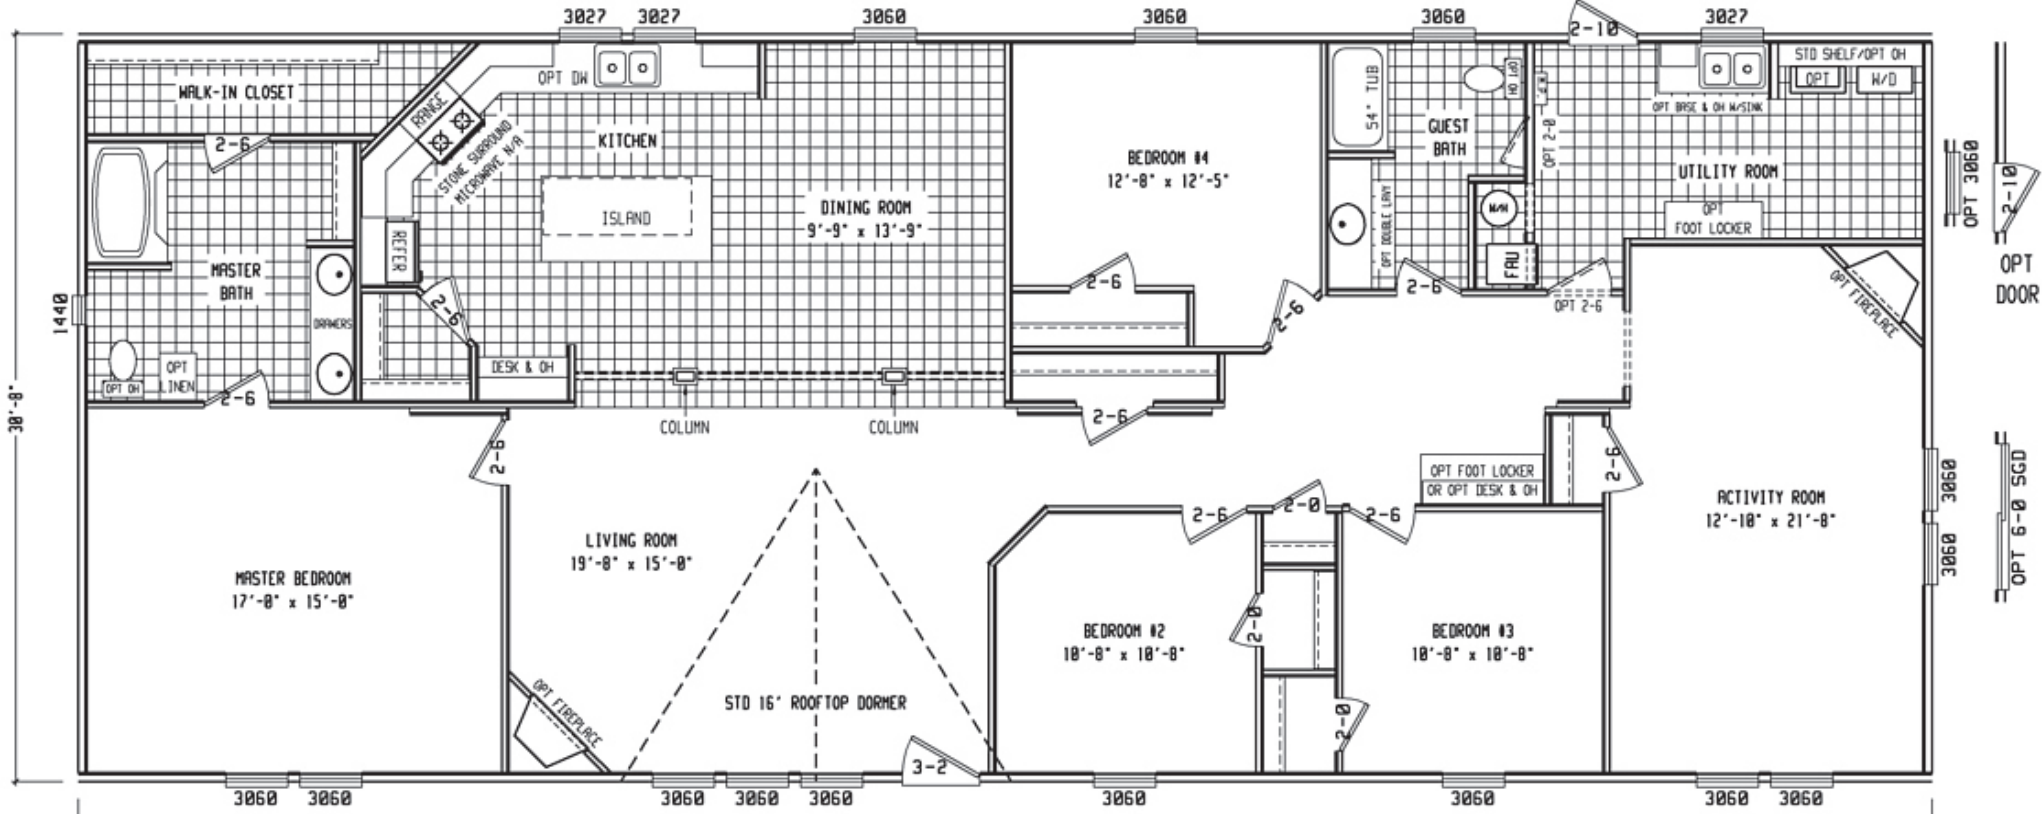 3027 3027 3060 3060 3060 2-10 3027
WALK-IN CLOSET
2-6
OPT DW
RANGE
STONE SURROUND
MICROWAVE N/A
KITCHEN
ISLAND
REFER
DINING ROOM
9'-9" x 13'-9"
BEDROOM #4
12'-8" x 12'-5"
2-6
2-6
54" TUB
OPT OH
GUEST
BATH
OPT DOUBLE LAV
2-6
W/H
FAU
OPT 2-0
STD SHELF/OPT OH
OPT
W/D
OPT BASE & OH W/SINK
UTILITY ROOM
OPT
FOOT LOCKER
OPT 2-6
OPT 3060
2-10
OPT
DOOR
OPT FIREPLACE
1440
30'-8"
MASTER
BATH
DRAWERS
OPT OH
OPT
LINEN
2-6
2-6
DESK & OH
COLUMN
COLUMN
2-6
2-6
OPT FOOT LOCKER
OR OPT DESK & OH
2-6
ACTIVITY ROOM
12'-10" x 21'-8"
3060
3060
OPT 6-0 SGD
MASTER BEDROOM
17'-0" x 15'-0"
LIVING ROOM
19'-8" x 15'-0"
STD 16' ROOFTOP DORMER
OPT FIREPLACE
3-2
2-6
2-0
2-6
BEDROOM #2
10'-8" x 10'-8"
2-0
2-0
BEDROOM #3
10'-8" x 10'-8"
3060 3060 3060 3060 3060 3060 3060 3060 3060